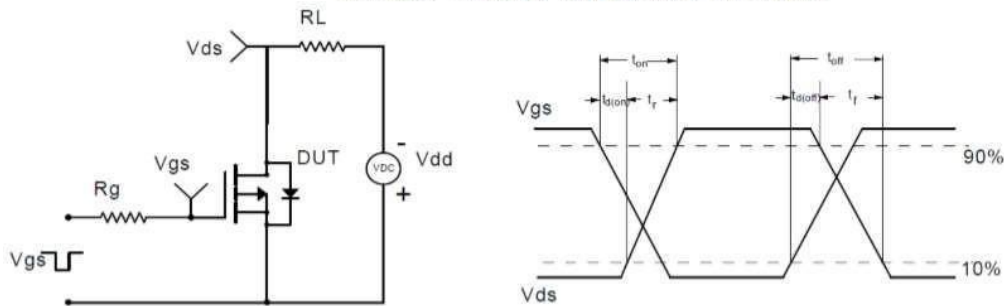 RL
Vds
Vgs
DUT
Rg
VDC
-
Vdd
+
Vgs
ton
toff
td(on)
tr
td(off)
tf
Vgs
90%
10%
Vds